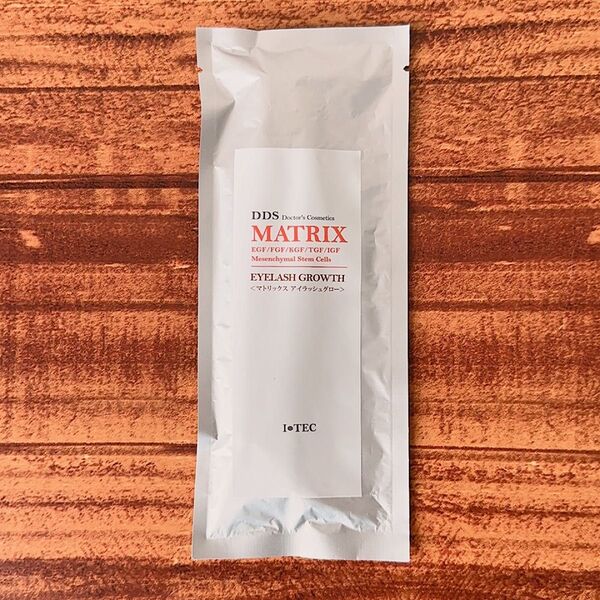 DDS Doctor's Cosmetics
MATRIX
EGF/FGF/KGF/TGF/IGF
Mesenchymal Stem Cells
EYELASH GROWTH
＜マトリックス アイラッシュグロー＞
I●TEC